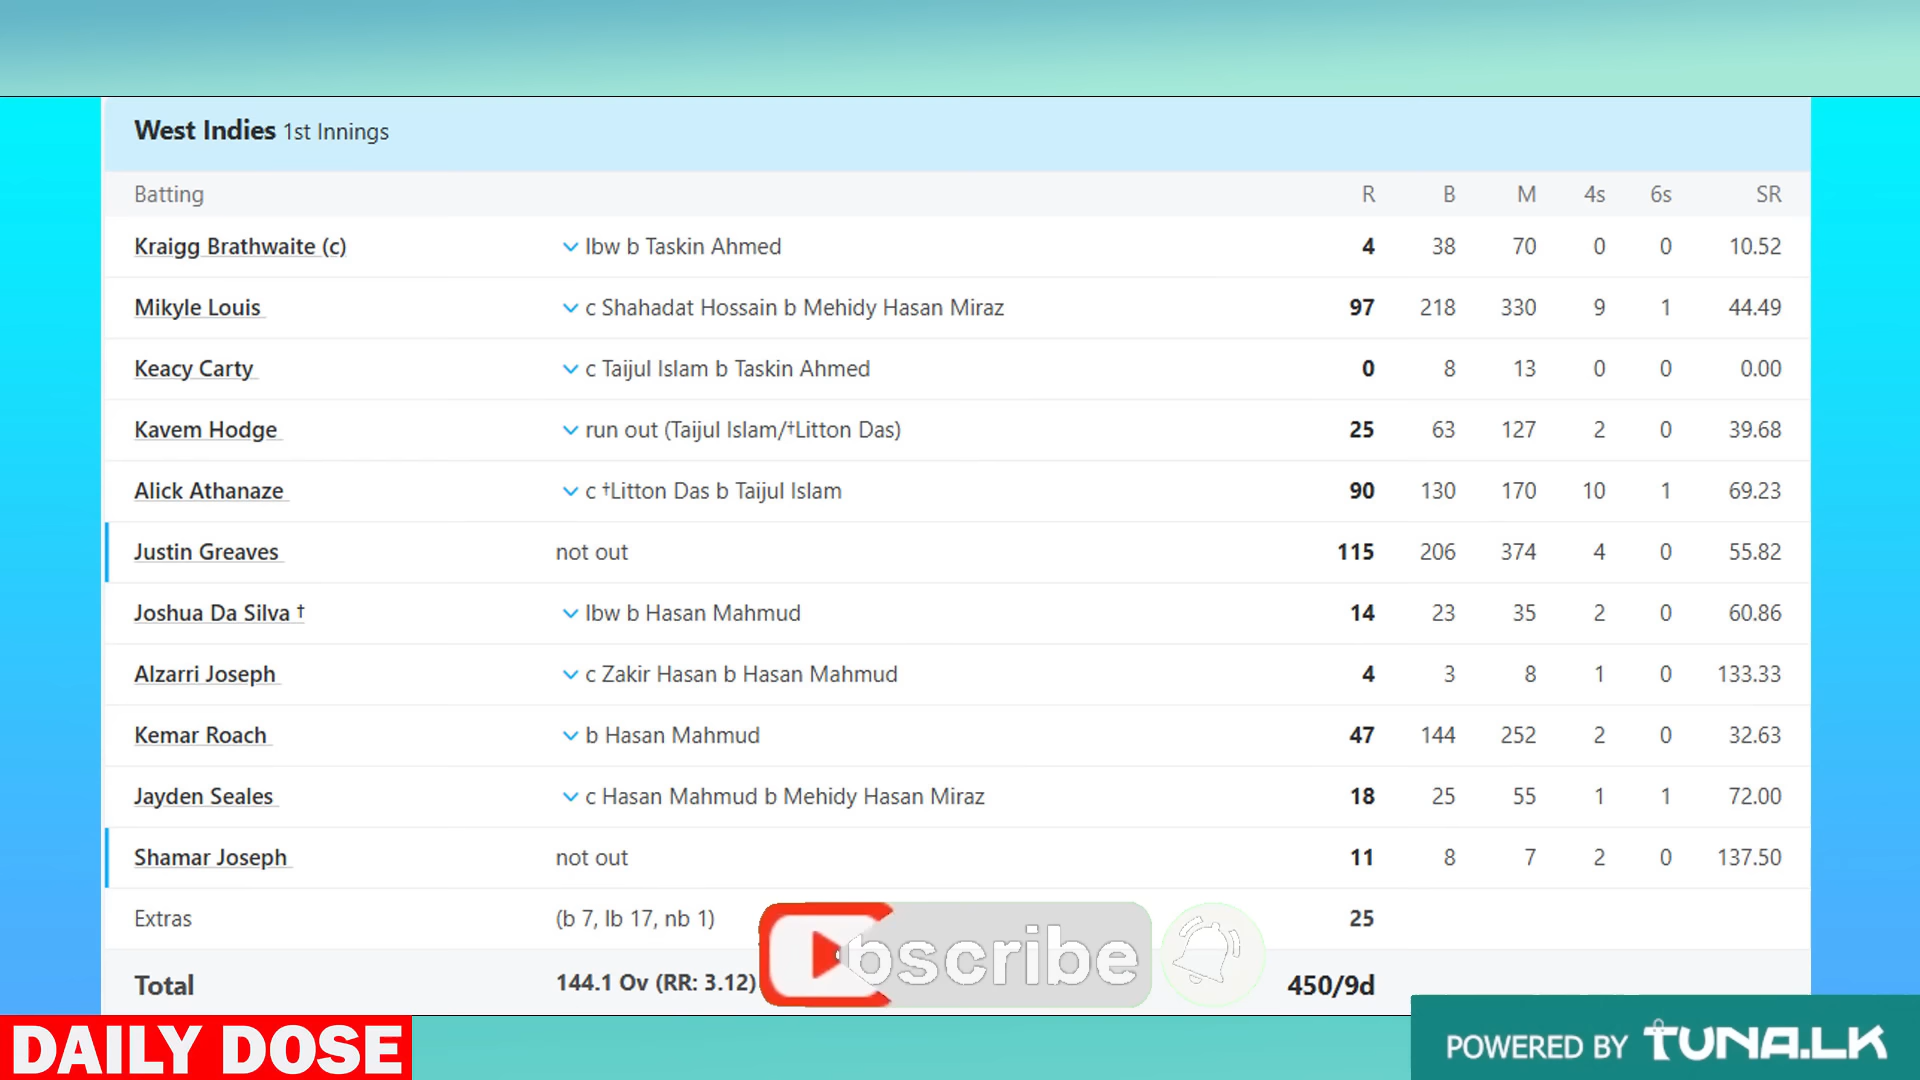 West Indies 1st Innings
Batting R B M 4s 6s SR
Kraigg Brathwaite (c) lbw b Taskin Ahmed 4 38 70 0 0 10.52
Mikyle Louis c Shahadat Hossain b Mehidy Hasan Miraz 97 218 330 9 1 44.49
Keacy Carty c Taijul Islam b Taskin Ahmed 0 8 13 0 0 0.00
Kavem Hodge run out (Taijul Islam/†Litton Das) 25 63 127 2 0 39.68
Alick Athanaze c †Litton Das b Taijul Islam 90 130 170 10 1 69.23
Justin Greaves not out 115 206 374 4 0 55.82
Joshua Da Silva † lbw b Hasan Mahmud 14 23 35 2 0 60.86
Alzarri Joseph c Zakir Hasan b Hasan Mahmud 4 3 8 1 0 133.33
Kemar Roach b Hasan Mahmud 47 144 252 2 0 32.63
Jayden Seales c Hasan Mahmud b Mehidy Hasan Miraz 18 25 55 1 1 72.00
Shamar Joseph not out 11 8 7 2 0 137.50
Extras (b 7, lb 17, nb 1) 25
Total 144.1 Ov (RR: 3.12) 450/9d
bscribe
DAILY DOSE
POWERED BY TUNA.LK